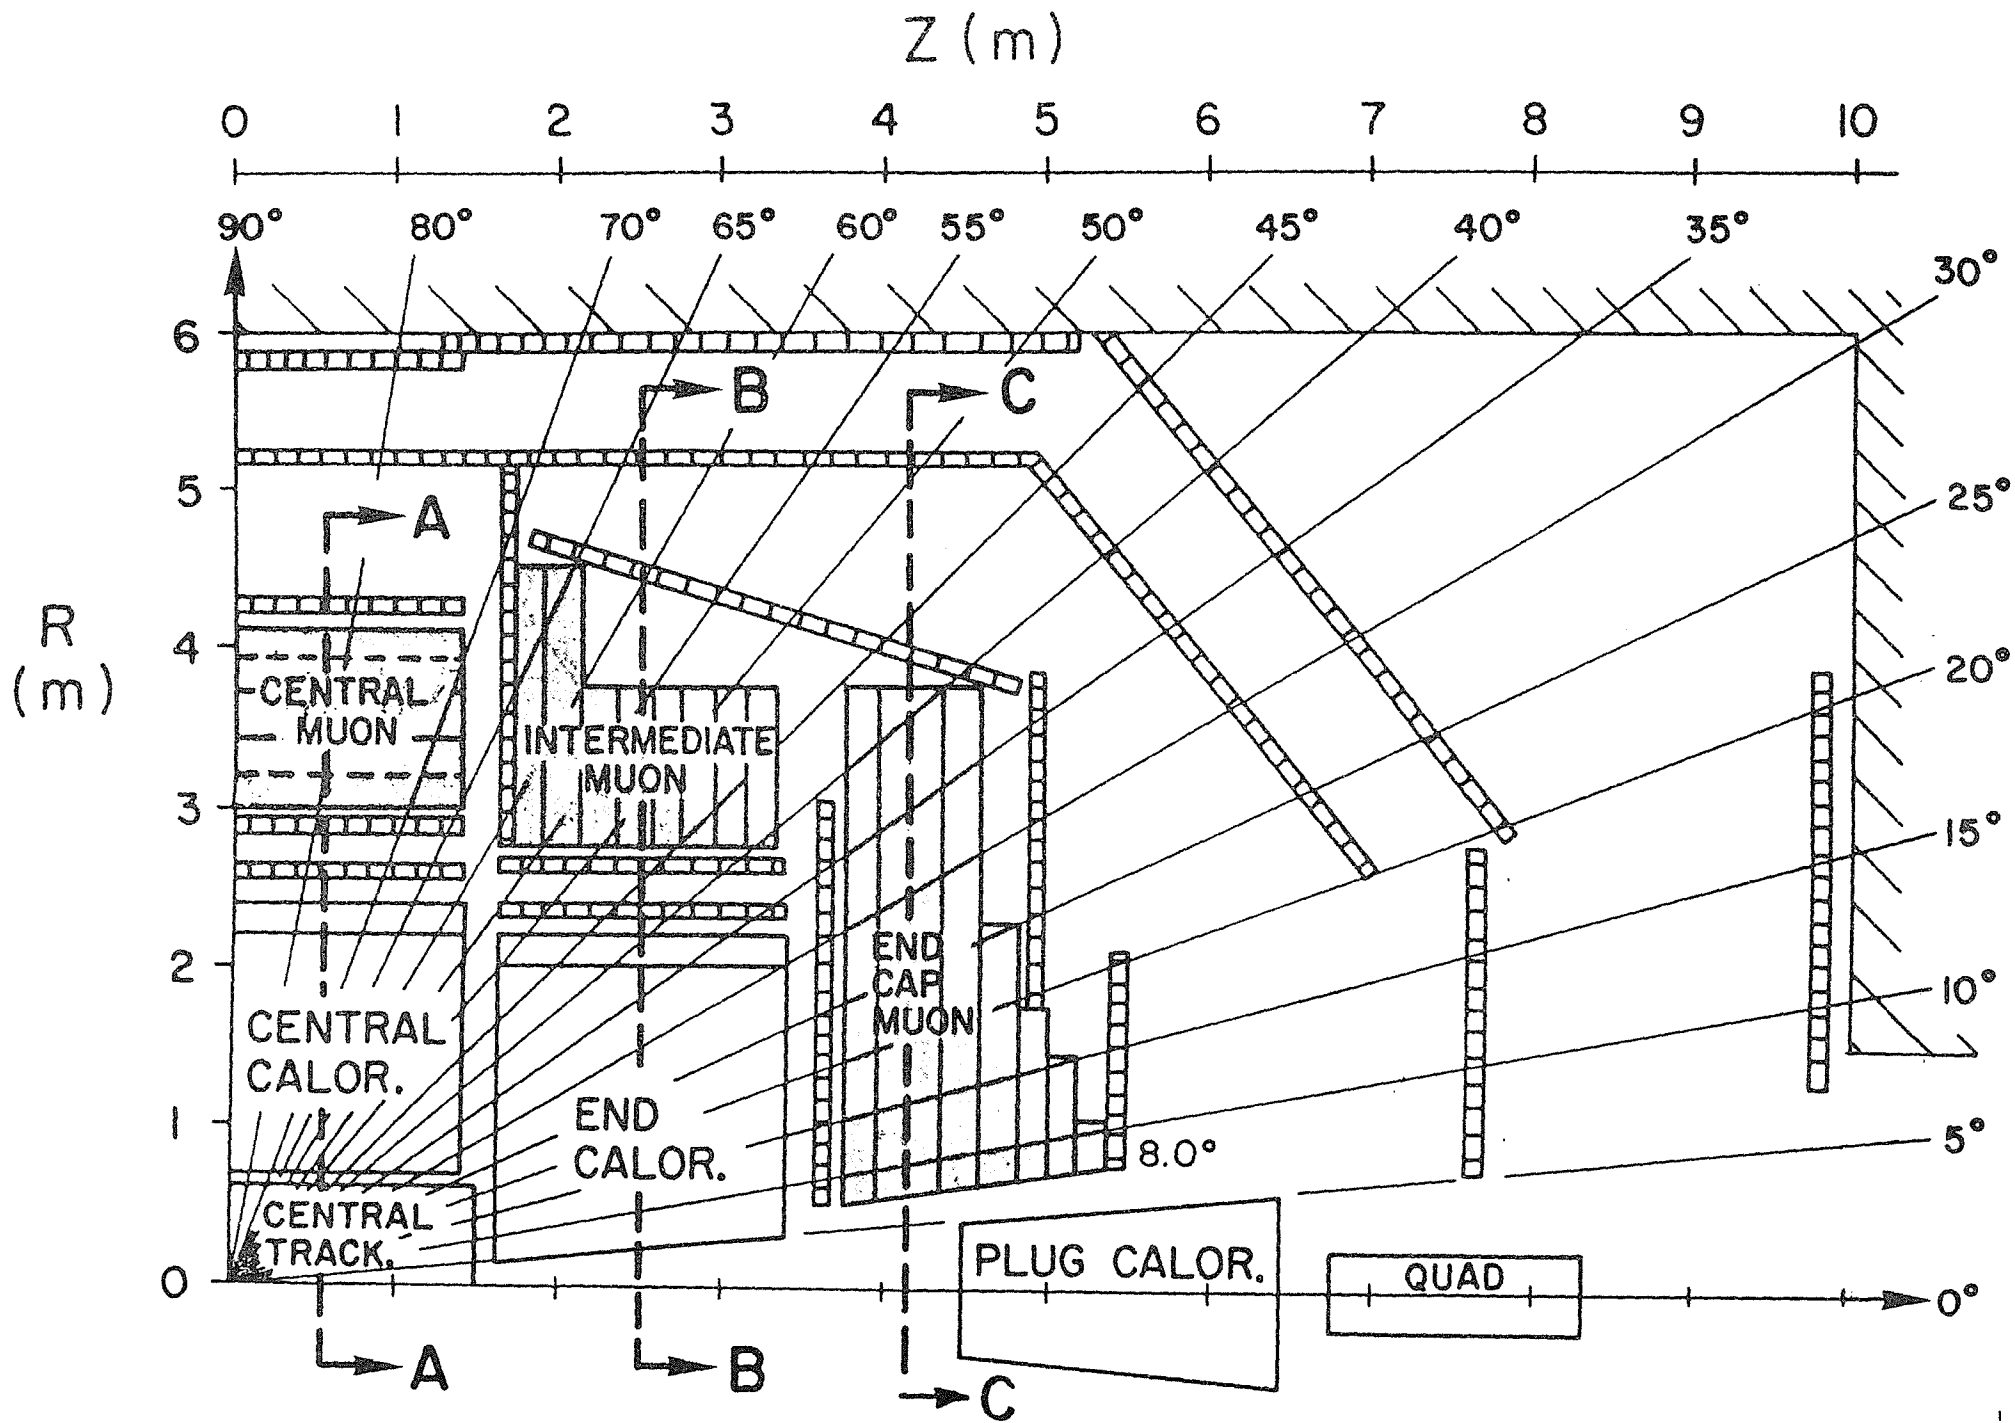 Z (m)
0 1 2 3 4 5 6 7 8 9 10
90° 80° 70° 65° 60° 55° 50° 45° 40° 35° 30°
6
B C
5
A
25°
R
(m)
4
20°
CENTRAL
MUON
INTERMEDIATE
MUON
3
15°
2
END
CAP
MUON
10°
CENTRAL
CALOR.
1
END
CALOR.
8.0°
5°
CENTRAL
TRACK.
PLUG CALOR.
QUAD
0
0°
A B C